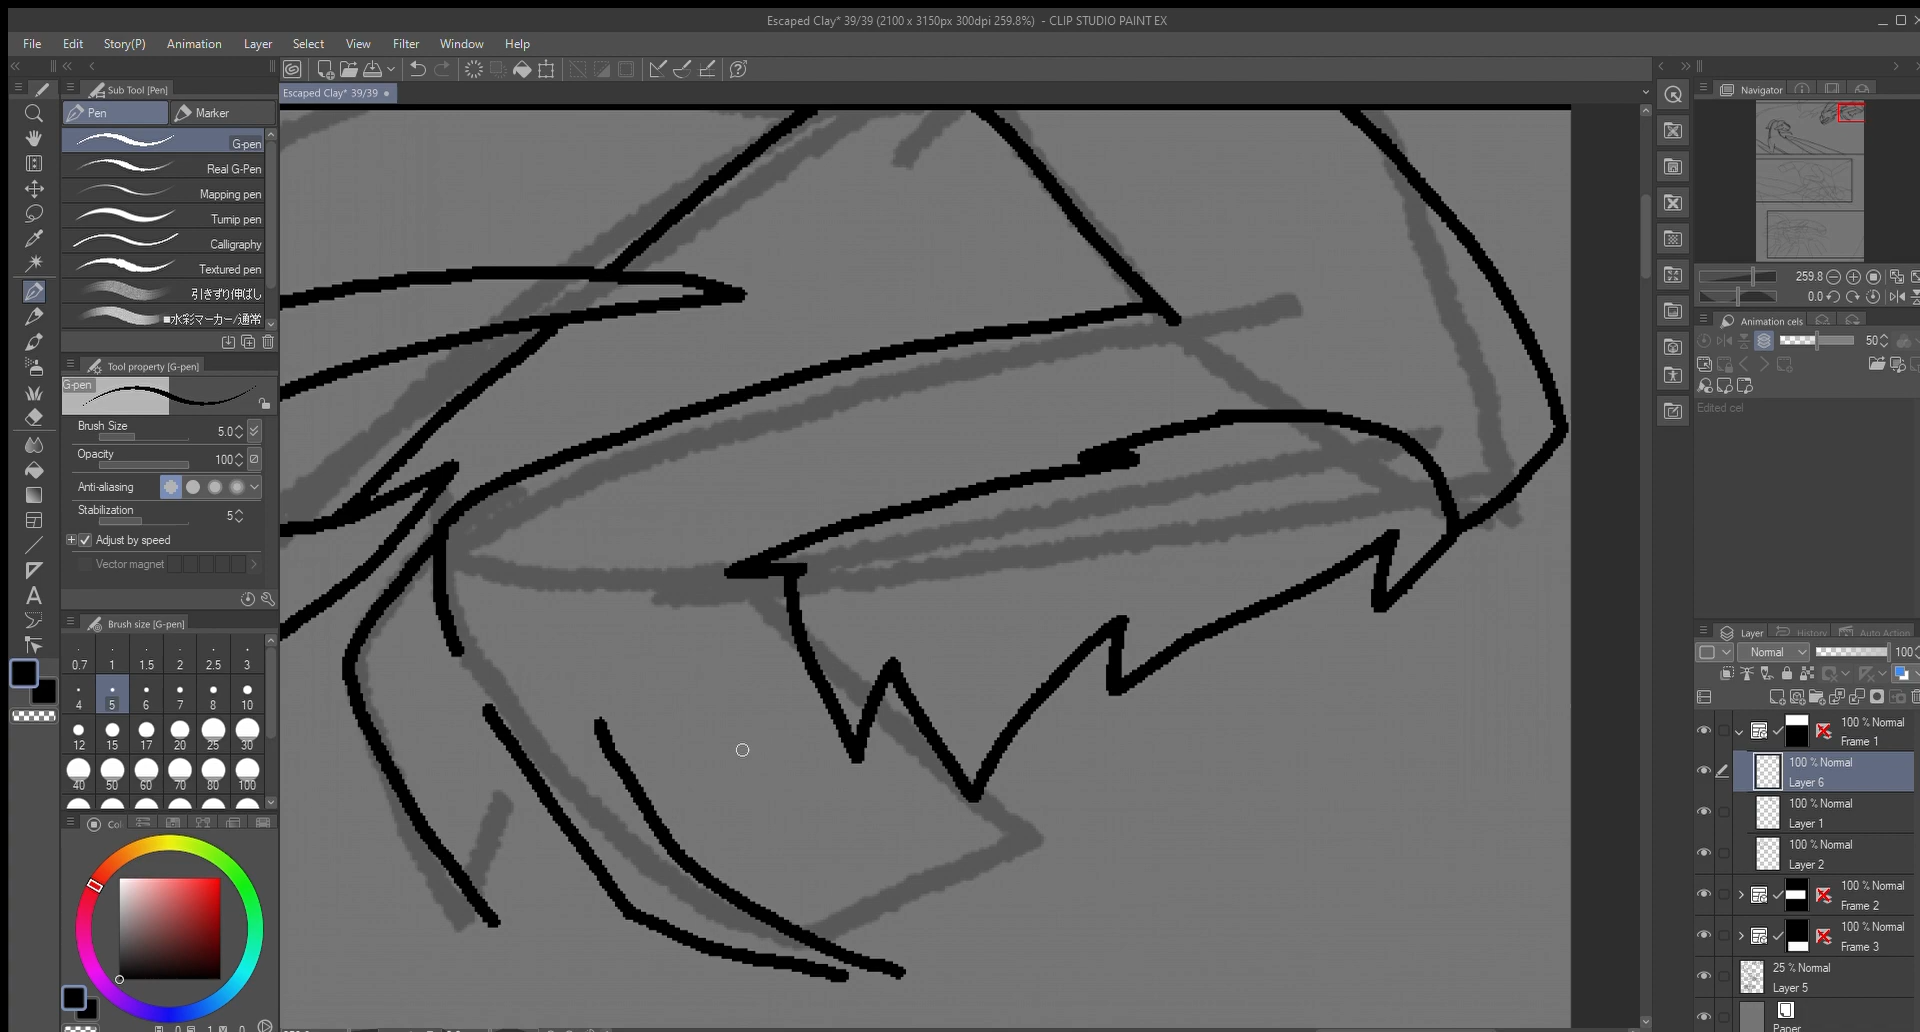 Escaped Clay* 39/39 (2100 x 3150px 300dpi 259.8%) - CLIP STUDIO PAINT EX
File Edit Story(P) Animation Layer Select View Filter Window Help
Sub Tool [Pen]
Pen Marker
G-pen
Real G-Pen
Mapping pen
Turnip pen
Calligraphy
Textured pen
引きずり伸ばし
■水彩マーカー/通常
Tool property [G-pen]
G-pen
Brush Size 5.0
Opacity 100
Anti-aliasing
Stabilization 5
Adjust by speed
Vector magnet
Brush size [G-pen]
0.7 1 1.5 2 2.5 3
4 5 6 7 8 10
12 15 17 20 25 30
40 50 60 70 80 100
Col
Escaped Clay* 39/39
Navigator
259.8
0.0
Animation cels
50
Edited cel
Layer History Auto Action
Normal 100
100 % Normal
Frame 1
100 % Normal
Layer 6
100 % Normal
Layer 1
100 % Normal
Layer 2
100 % Normal
Frame 2
100 % Normal
Frame 3
25 % Normal
Layer 5
Paper